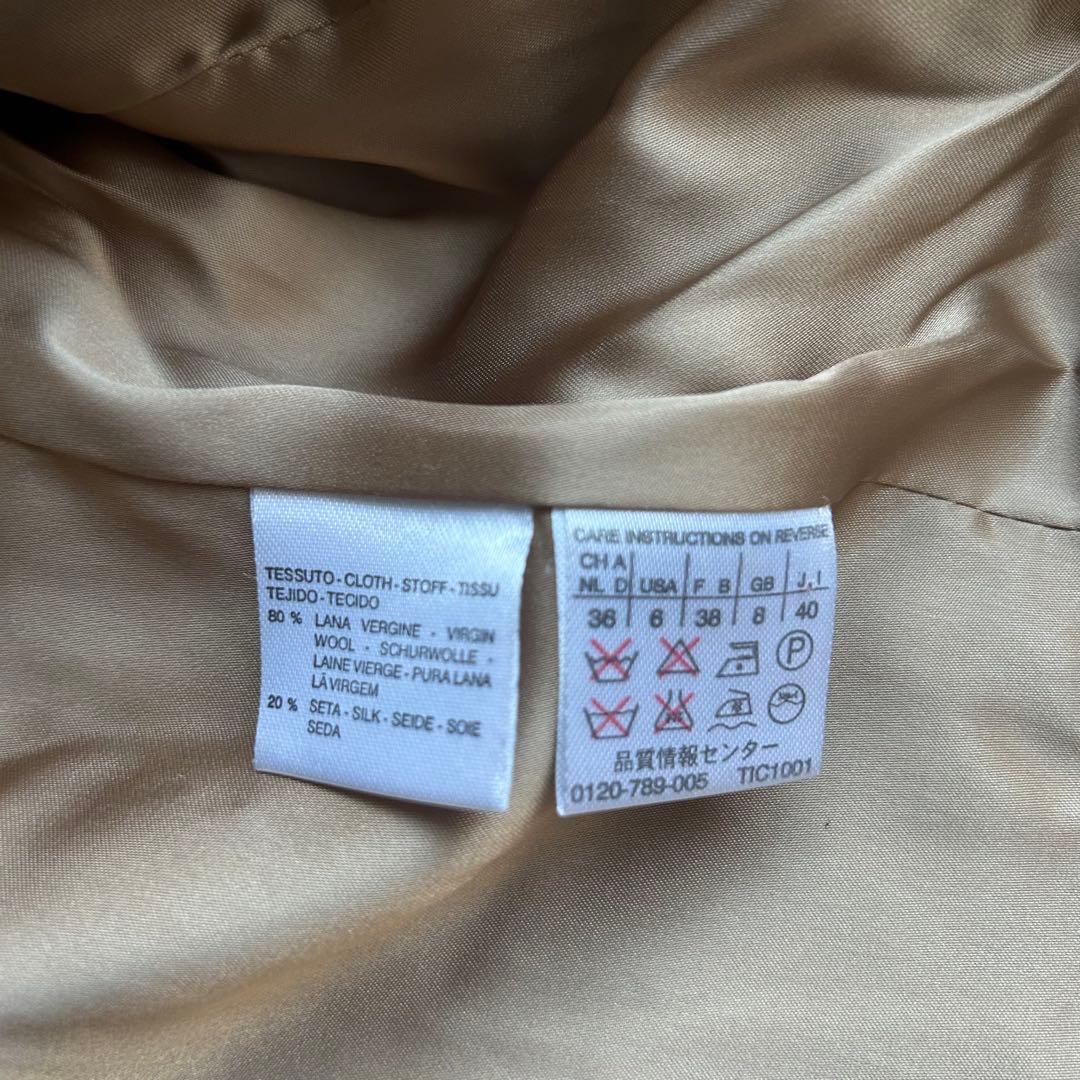 TESSUTO - CLOTH - STOFF - TISSU
TEJIDO - TECIDO
80 % LANA VERGINE - VIRGIN
WOOL - SCHURWOLLE -
LAINE VIERGE - PURA LANA
LÃ VIRGEM
20 % SETA - SILK - SEIDE - SOIE
SEDA
CARE INSTRUCTIONS ON REVERSE
CH A
NL D USA F B GB J, I
36 6 38 8 40
P
品質情報センター
0120-789-005 TIC1001